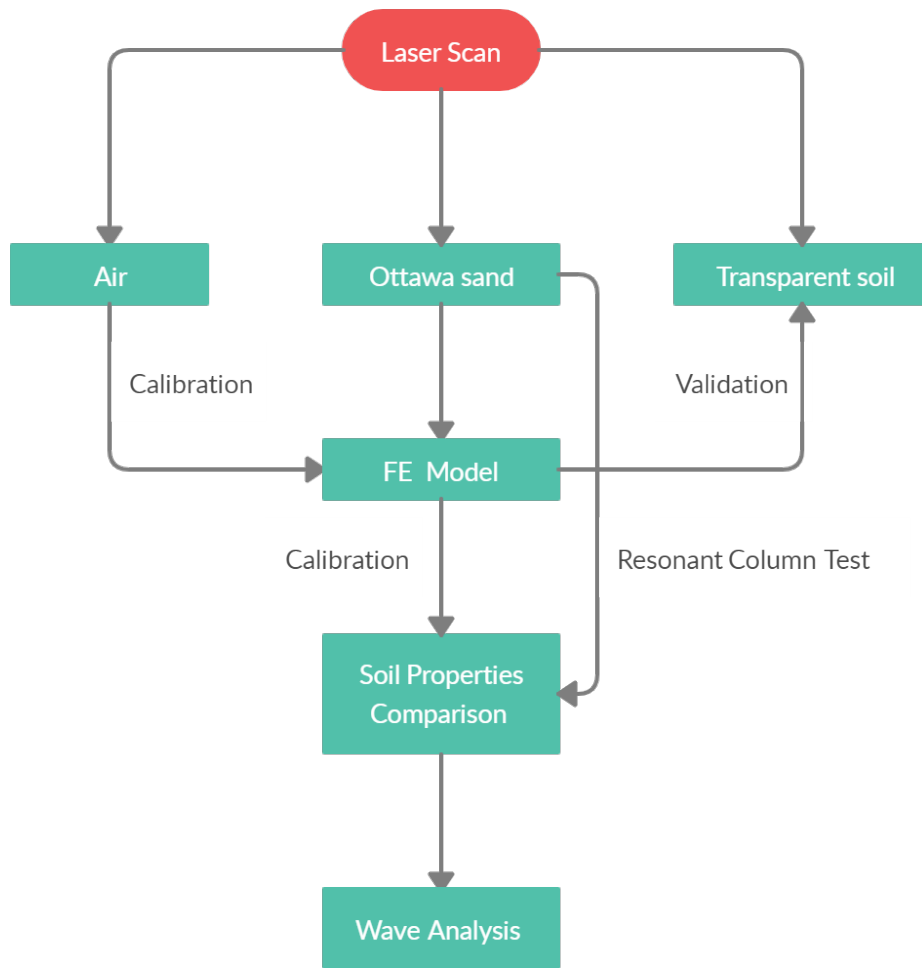 Laser Scan
Air
Ottawa sand
Transparent soil
Calibration
Validation
FE Model
Calibration
Resonant Column Test
Soil Properties
Comparison
Wave Analysis